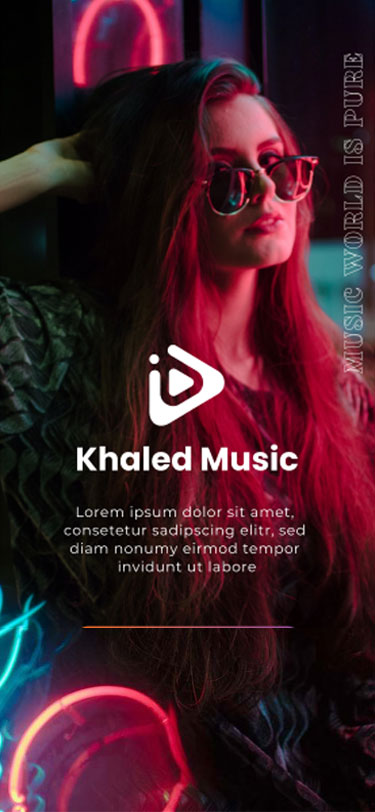 MUSIC WORLD IS PURE
Khaled Music
Lorem ipsum dolor sit amet,
consetetur sadipscing elitr, sed
diam nonumy eirmod tempor
invidunt ut labore